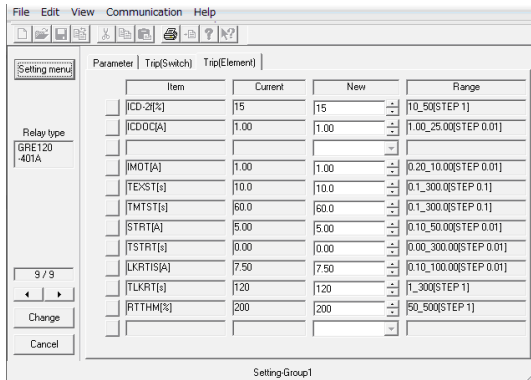 File Edit View Communication Help
Setting menu
Relay type
GRE120
-401A
9 / 9
Change
Cancel
Parameter Trip(Switch) Trip(Element)
Item Current New Range
ICD-2f[%] 15 15 10_50[STEP 1]
ICDOC[A] 1.00 1.00 1.00_25.00[STEP 0.01]
IMOT[A] 1.00 1.00 0.20_10.00[STEP 0.01]
TEXST[s] 10.0 10.0 0.1_300.0[STEP 0.1]
TMTST[s] 60.0 60.0 0.1_300.0[STEP 0.1]
STRT[A] 5.00 5.00 0.10_50.00[STEP 0.01]
TSTRT[s] 0.00 0.00 0.00_300.00[STEP 0.01]
LKRTIS[A] 7.50 7.50 0.10_100.00[STEP 0.01]
TLKRT[s] 120 120 1_300[STEP 1]
RTTHM[%] 200 200 50_500[STEP 1]
Setting-Group1